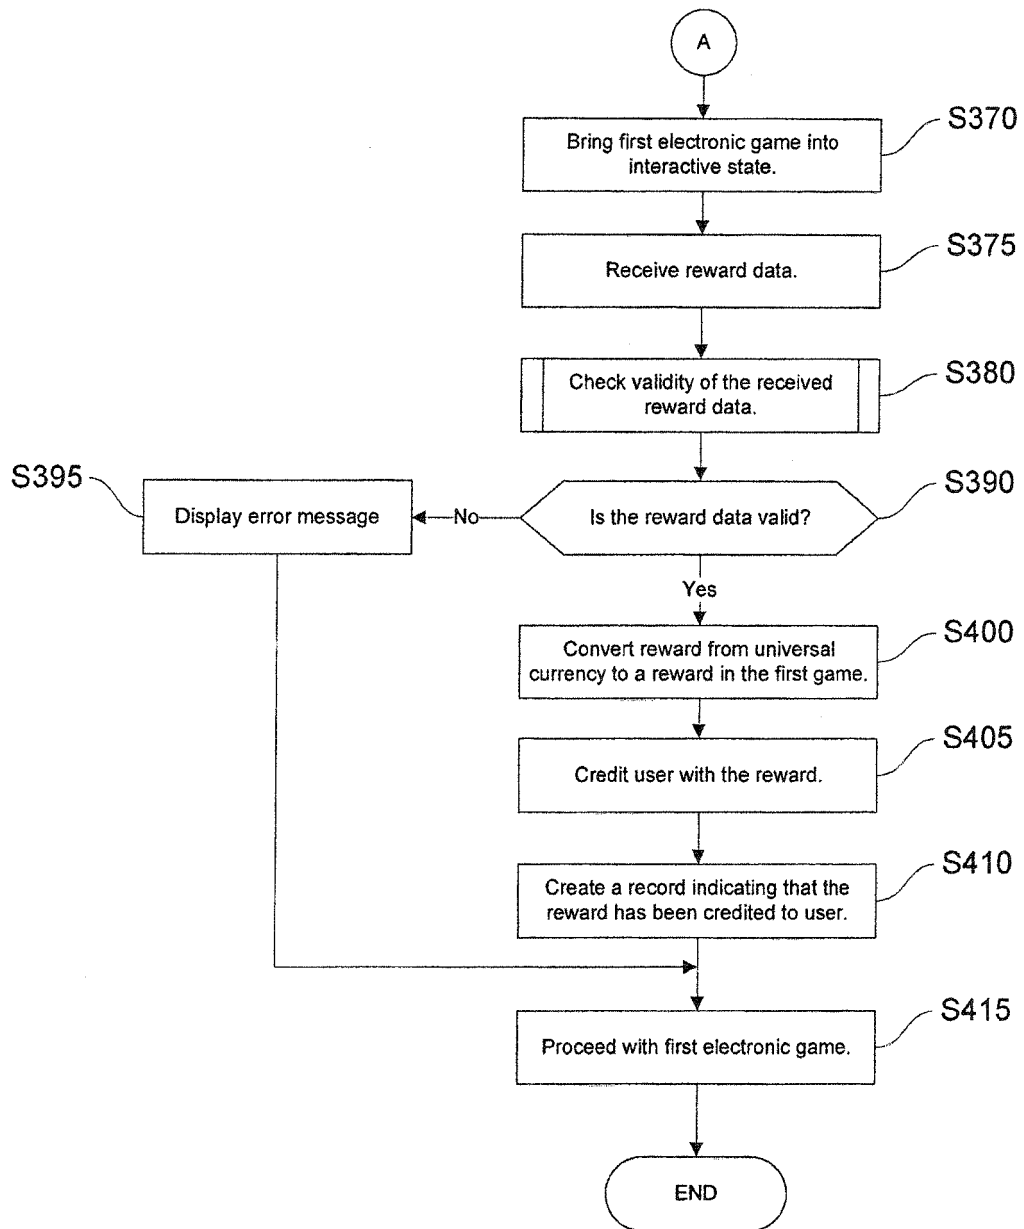 A
Bring first electronic game into
interactive state.
S370
Receive reward data.
S375
Check validity of the received
reward data.
S380
S395
Display error message
No
Is the reward data valid?
S390
Yes
Convert reward from universal
currency to a reward in the first game.
S400
Credit user with the reward.
S405
Create a record indicating that the
reward has been credited to user.
S410
Proceed with first electronic game.
S415
END